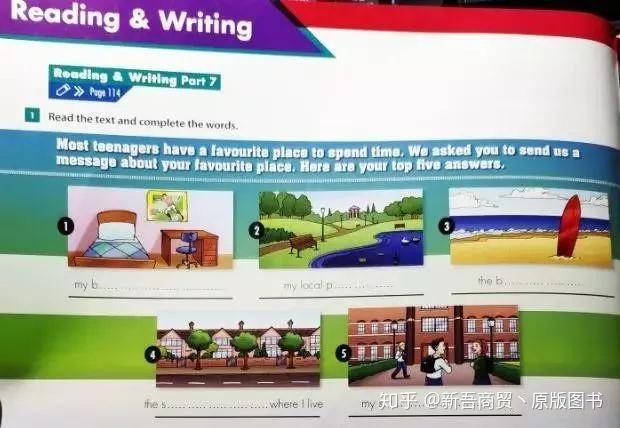 Reading & Writing
Reading & Writing Part 7
Page 114
1 Read the text and complete the words.
Most teenagers have a favourite place to spend time. We asked you to send us a
message about your favourite place. Here are your top five answers.
1
2
3
my b..............................
my local p...............
the b.....................
4
5
the s.........................where I live
my s
知乎 @新吾商贸丶原版图书